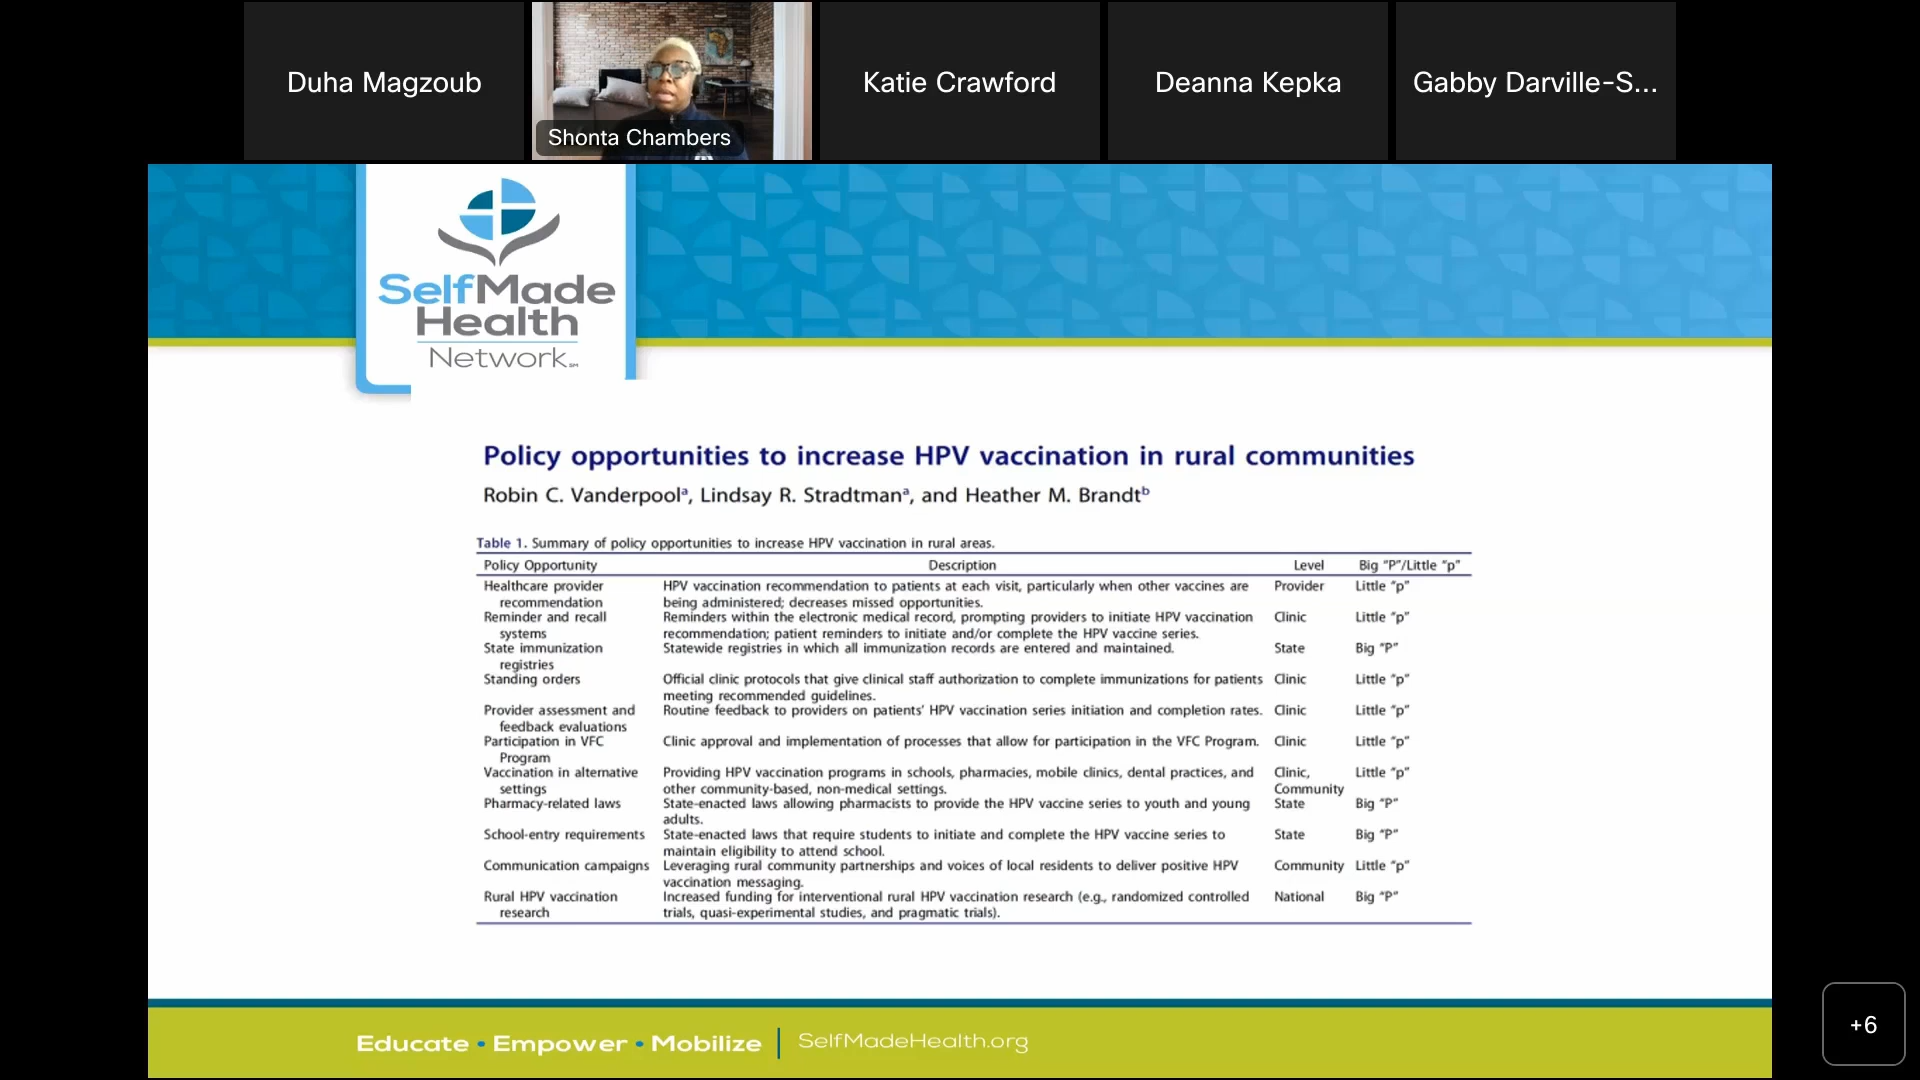 Duha Magzoub
Shonta Chambers
Katie Crawford
Deanna Kepka
Gabby Darville-S...
SelfMade
Health
Network℠
Policy opportunities to increase HPV vaccination in rural communities
Robin C. Vanderpoolᵃ, Lindsay R. Stradtmanᵃ, and Heather M. Brandtᵇ
Table 1. Summary of policy opportunities to increase HPV vaccination in rural areas.
Policy Opportunity Description Level Big “P”/Little “p”
Healthcare provider HPV vaccination recommendation to patients at each visit, particularly when other vaccines are Provider Little “p”
recommendation being administered; decreases missed opportunities.
Reminder and recall Reminders within the electronic medical record, prompting providers to initiate HPV vaccination Clinic Little “p”
systems recommendation; patient reminders to initiate and/or complete the HPV vaccine series.
State immunization Statewide registries in which all immunization records are entered and maintained. State Big “P”
registries
Standing orders Official clinic protocols that give clinical staff authorization to complete immunizations for patients Clinic Little “p”
meeting recommended guidelines.
Provider assessment and Routine feedback to providers on patients’ HPV vaccination series initiation and completion rates. Clinic Little “p”
feedback evaluations
Participation in VFC Clinic approval and implementation of processes that allow for participation in the VFC Program. Clinic Little “p”
Program
Vaccination in alternative Providing HPV vaccination programs in schools, pharmacies, mobile clinics, dental practices, and Clinic, Little “p”
settings other community-based, non-medical settings. Community
Pharmacy-related laws State-enacted laws allowing pharmacists to provide the HPV vaccine series to youth and young State Big “P”
adults.
School-entry requirements State-enacted laws that require students to initiate and complete the HPV vaccine series to State Big “P”
maintain eligibility to attend school.
Communication campaigns Leveraging rural community partnerships and voices of local residents to deliver positive HPV Community Little “p”
vaccination messaging.
Rural HPV vaccination Increased funding for interventional rural HPV vaccination research (e.g., randomized controlled National Big “P”
research trials, quasi-experimental studies, and pragmatic trials).
Educate • Empower • Mobilize | SelfMadeHealth.org
+6